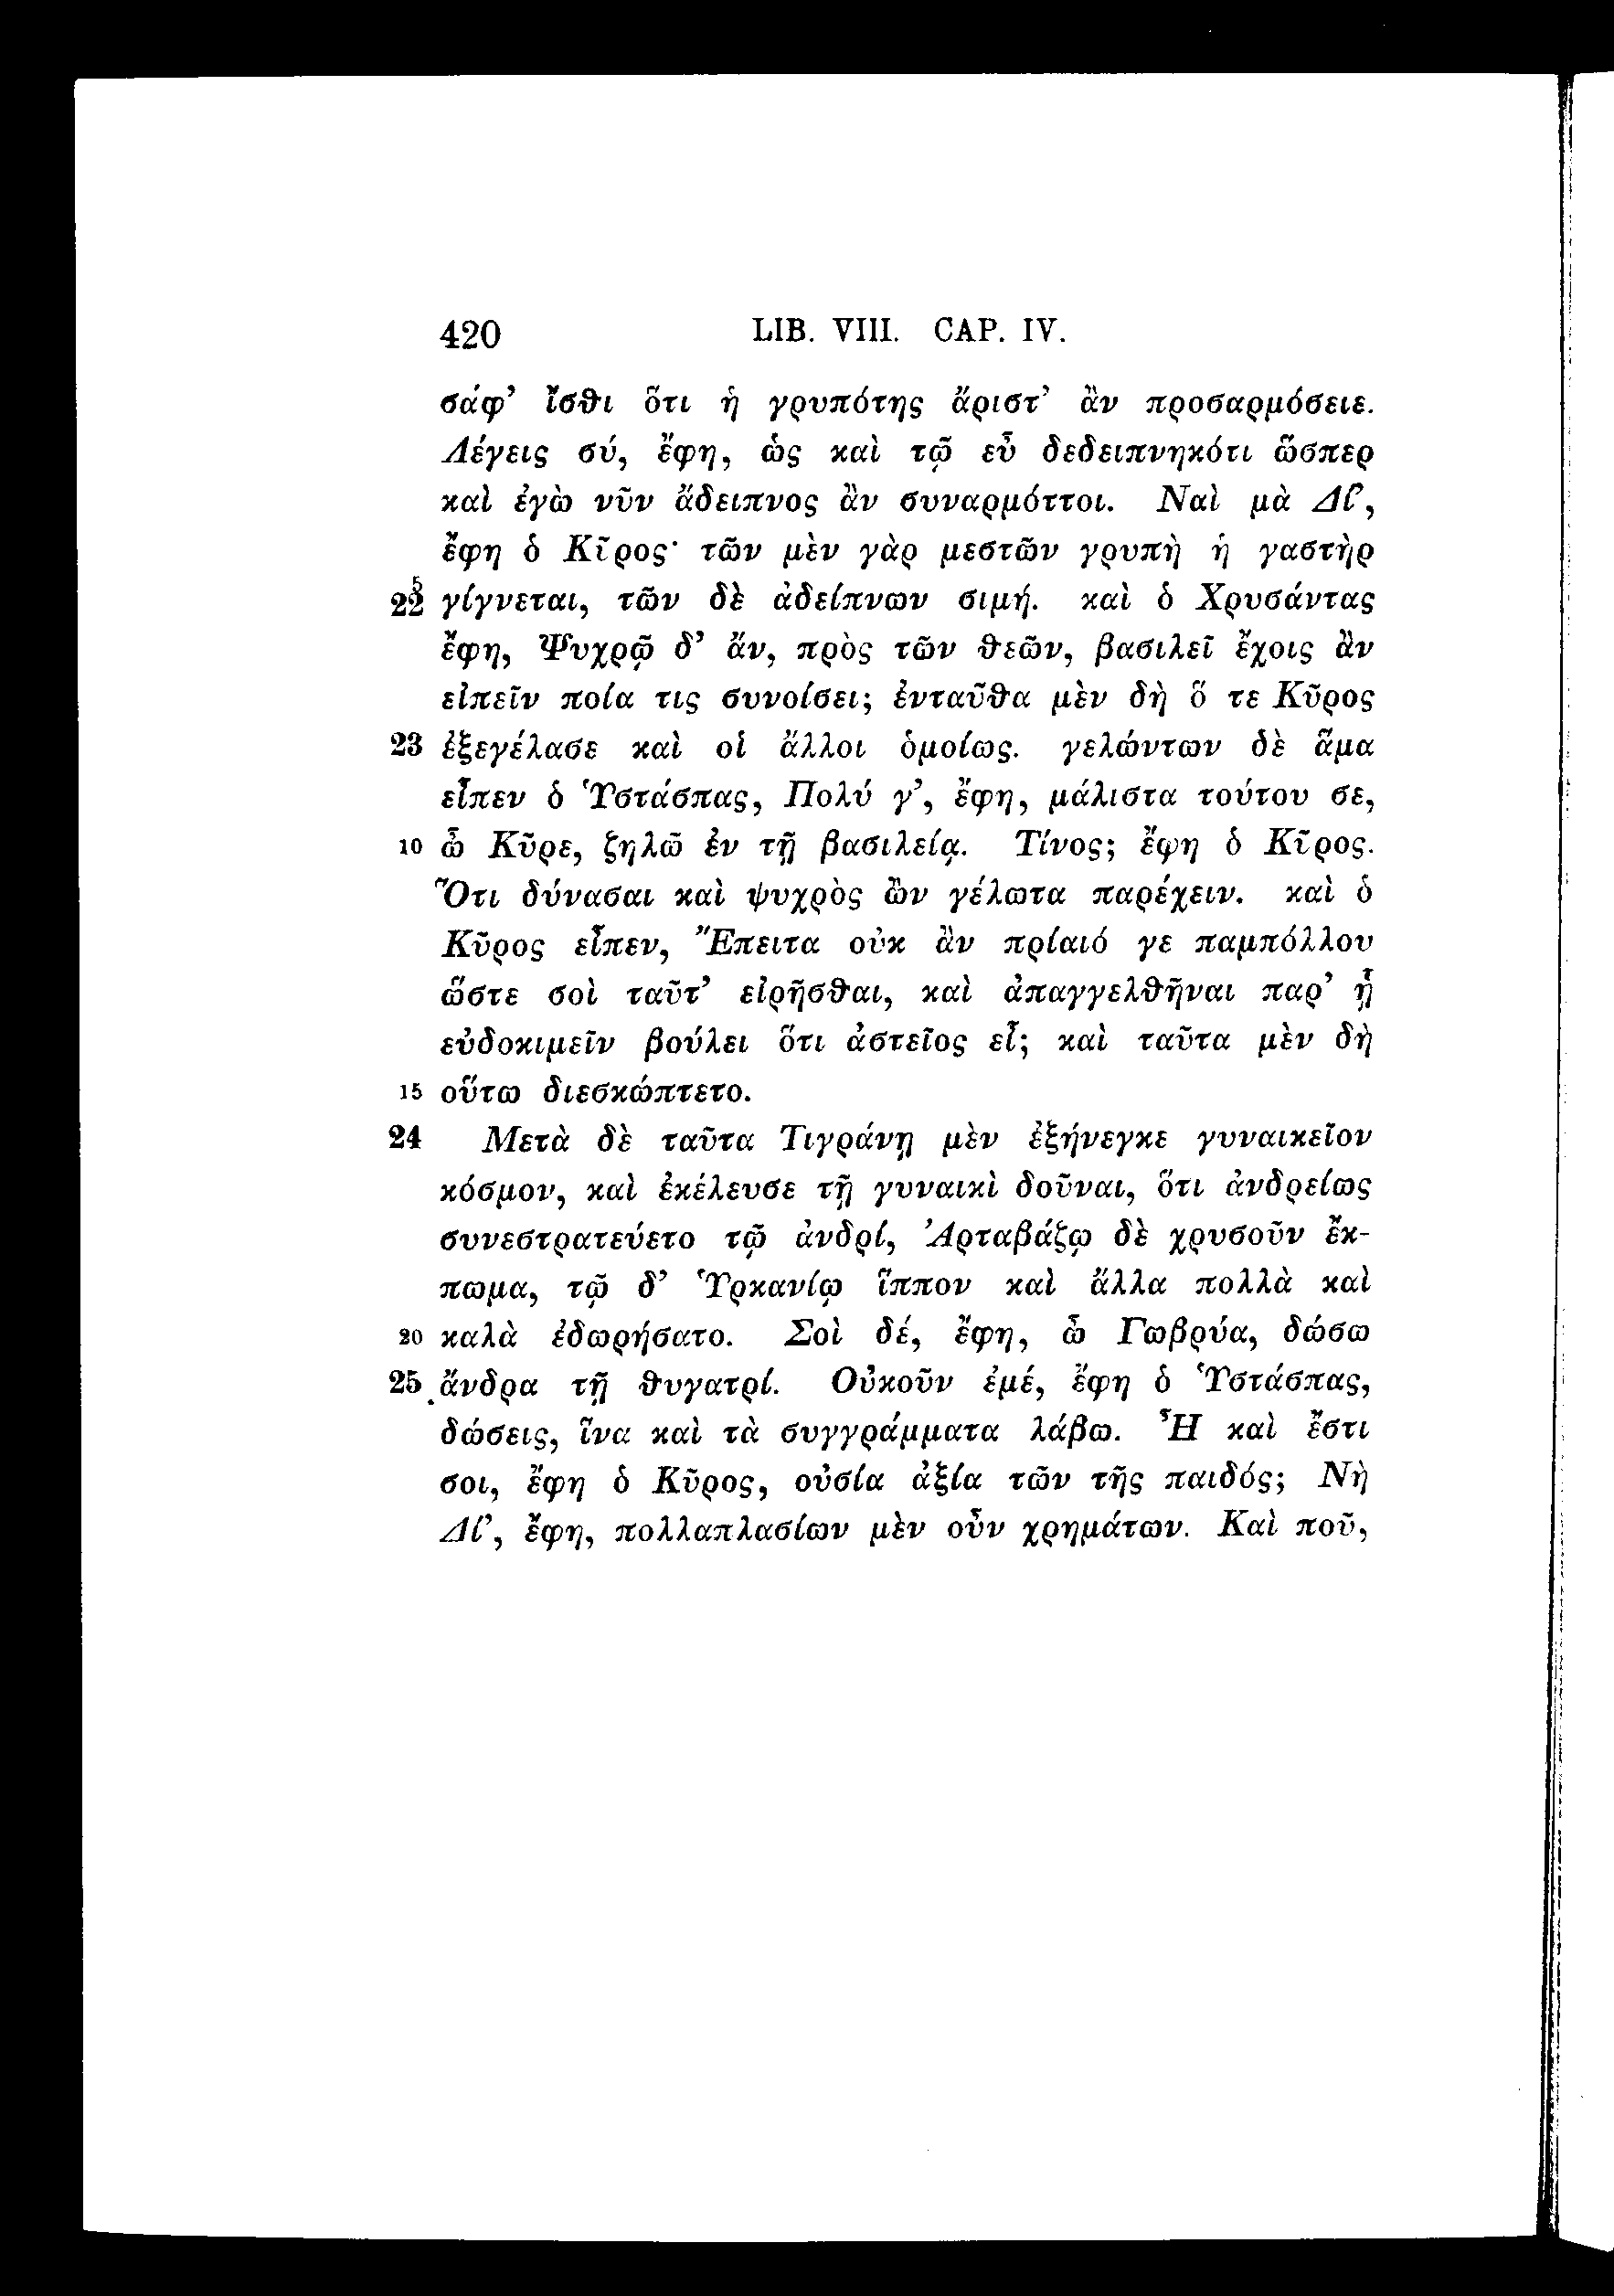 420 LIB. VIII. CAP. IV.
σάφ’ ἴσϑι ὅτι ἡ γρυπότης ἄριστ’ ἂν προσαρμόσειε.
Λέγεις σύ, ἔφη, ὡς καὶ τῷ εὖ δεδειπνηκότι ὥσπερ
καὶ ἐγὼ νῦν ἄδειπνος ἂν συναρμόττοι. Ναὶ μὰ Δί’,
ἔφη ὁ Κῦρος· τῶν μὲν γὰρ μεστῶν γρυπὴ ἡ γαστὴρ
5 22 γίγνεται, τῶν δὲ ἀδείπνων σιμή. καὶ ὁ Χρυσάντας
ἔφη, Ψυχρῷ δ’ ἄν, πρὸς τῶν ϑεῶν, βασιλεῖ ἔχοις ἂν
εἰπεῖν ποία τις συνοίσει; ἐνταῦϑα μὲν δὴ ὅ τε Κῦρος
23 ἐξεγέλασε καὶ οἱ ἄλλοι ὁμοίως. γελώντων δὲ ἅμα
εἶπεν ὁ Ὑστάσπας, Πολύ γ’, ἔφη, μάλιστα τούτου σε,
10 ὦ Κῦρε, ζηλῶ ἐν τῇ βασιλείᾳ. Τίνος; ἔφη ὁ Κῦρος.
Ὅτι δύνασαι καὶ ψυχρὸς ὢν γέλωτα παρέχειν. καὶ ὁ
Κῦρος εἶπεν, Ἔπειτα οὐκ ἂν πρίαιό γε παμπόλλου
ὥστε σοὶ ταῦτ’ εἰρῆσϑαι, καὶ ἀπαγγελϑῆναι παρ’ ᾗ
εὐδοκιμεῖν βούλει ὅτι ἀστεῖος εἶ; καὶ ταῦτα μὲν δὴ
15 οὕτω διεσκώπτετο.
24 Μετὰ δὲ ταῦτα Τιγράνῃ μὲν ἐξήνεγκε γυναικεῖον
κόσμον, καὶ ἐκέλευσε τῇ γυναικὶ δοῦναι, ὅτι ἀνδρείως
συνεστρατεύετο τῷ ἀνδρί, Ἀρταβάζῳ δὲ χρυσοῦν ἔκ-
πωμα, τῷ δ’ Ὑρκανίῳ ἵππον καὶ ἄλλα πολλὰ καὶ
20 καλὰ ἐδωρήσατο. Σοὶ δέ, ἔφη, ὦ Γωβρύα, δώσω
25 ἄνδρα τῇ ϑυγατρί. Οὐκοῦν ἐμέ, ἔφη ὁ Ὑστάσπας,
δώσεις, ἵνα καὶ τὰ συγγράμματα λάβω. Ἦ καὶ ἔστι
σοι, ἔφη ὁ Κῦρος, οὐσία ἀξία τῶν τῆς παιδός; Νὴ
Δί’, ἔφη, πολλαπλασίων μὲν οὖν χρημάτων. Καὶ ποῦ,